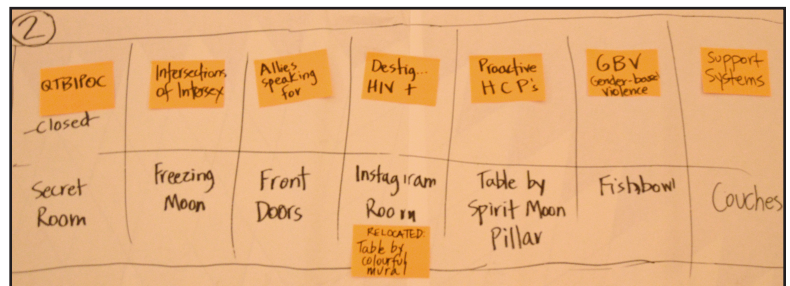 2
QTBIPOC
-closed-
Intersections
of Intersex
Allies
speaking
for
Destig...
HIV +
Proactive
HCP's
GBV
Gender-based
violence
Support
Systems
Secret
Room
Freezing
Moon
Front
Doors
Instagram
Room
RELOCATED:
Table by
colourful
mural
Table by
Spirit Moon
Pillar
Fishbowl
Couches